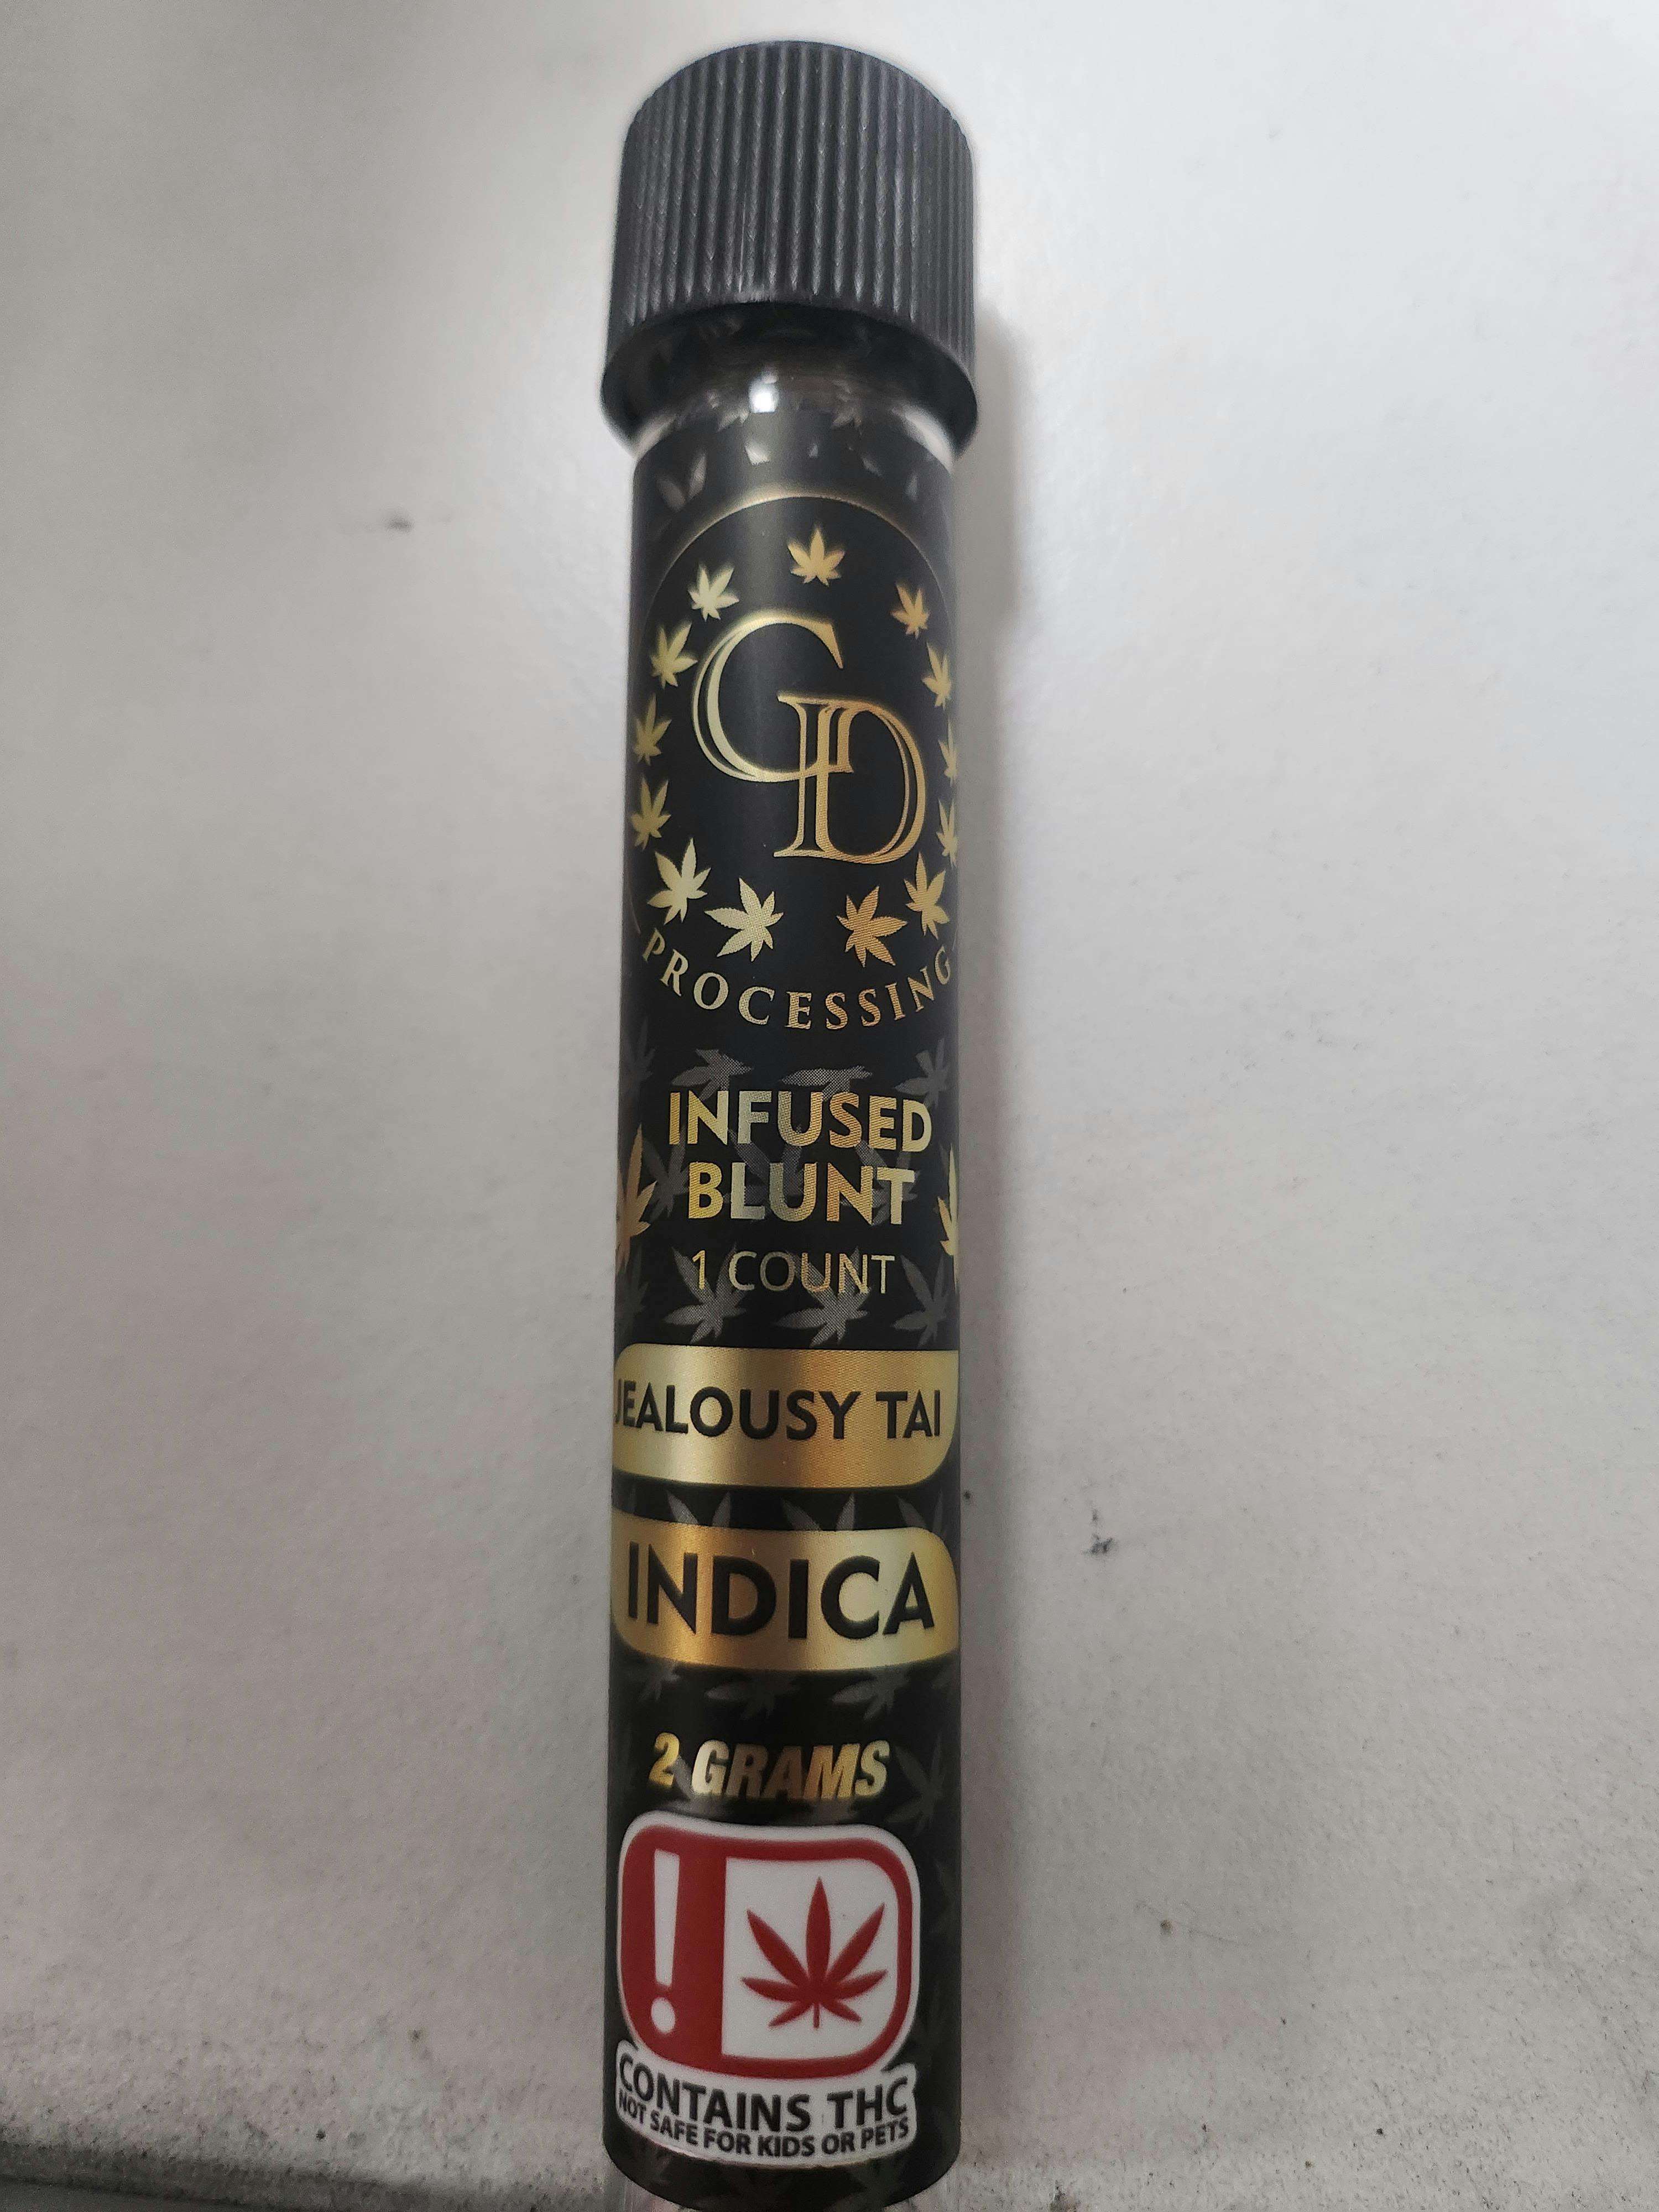 GD
PROCESSING
INFUSED
BLUNT
1 COUNT
JEALOUSY TAI
INDICA
2 GRAMS
!
CONTAINS THC
NOT SAFE FOR KIDS OR PETS